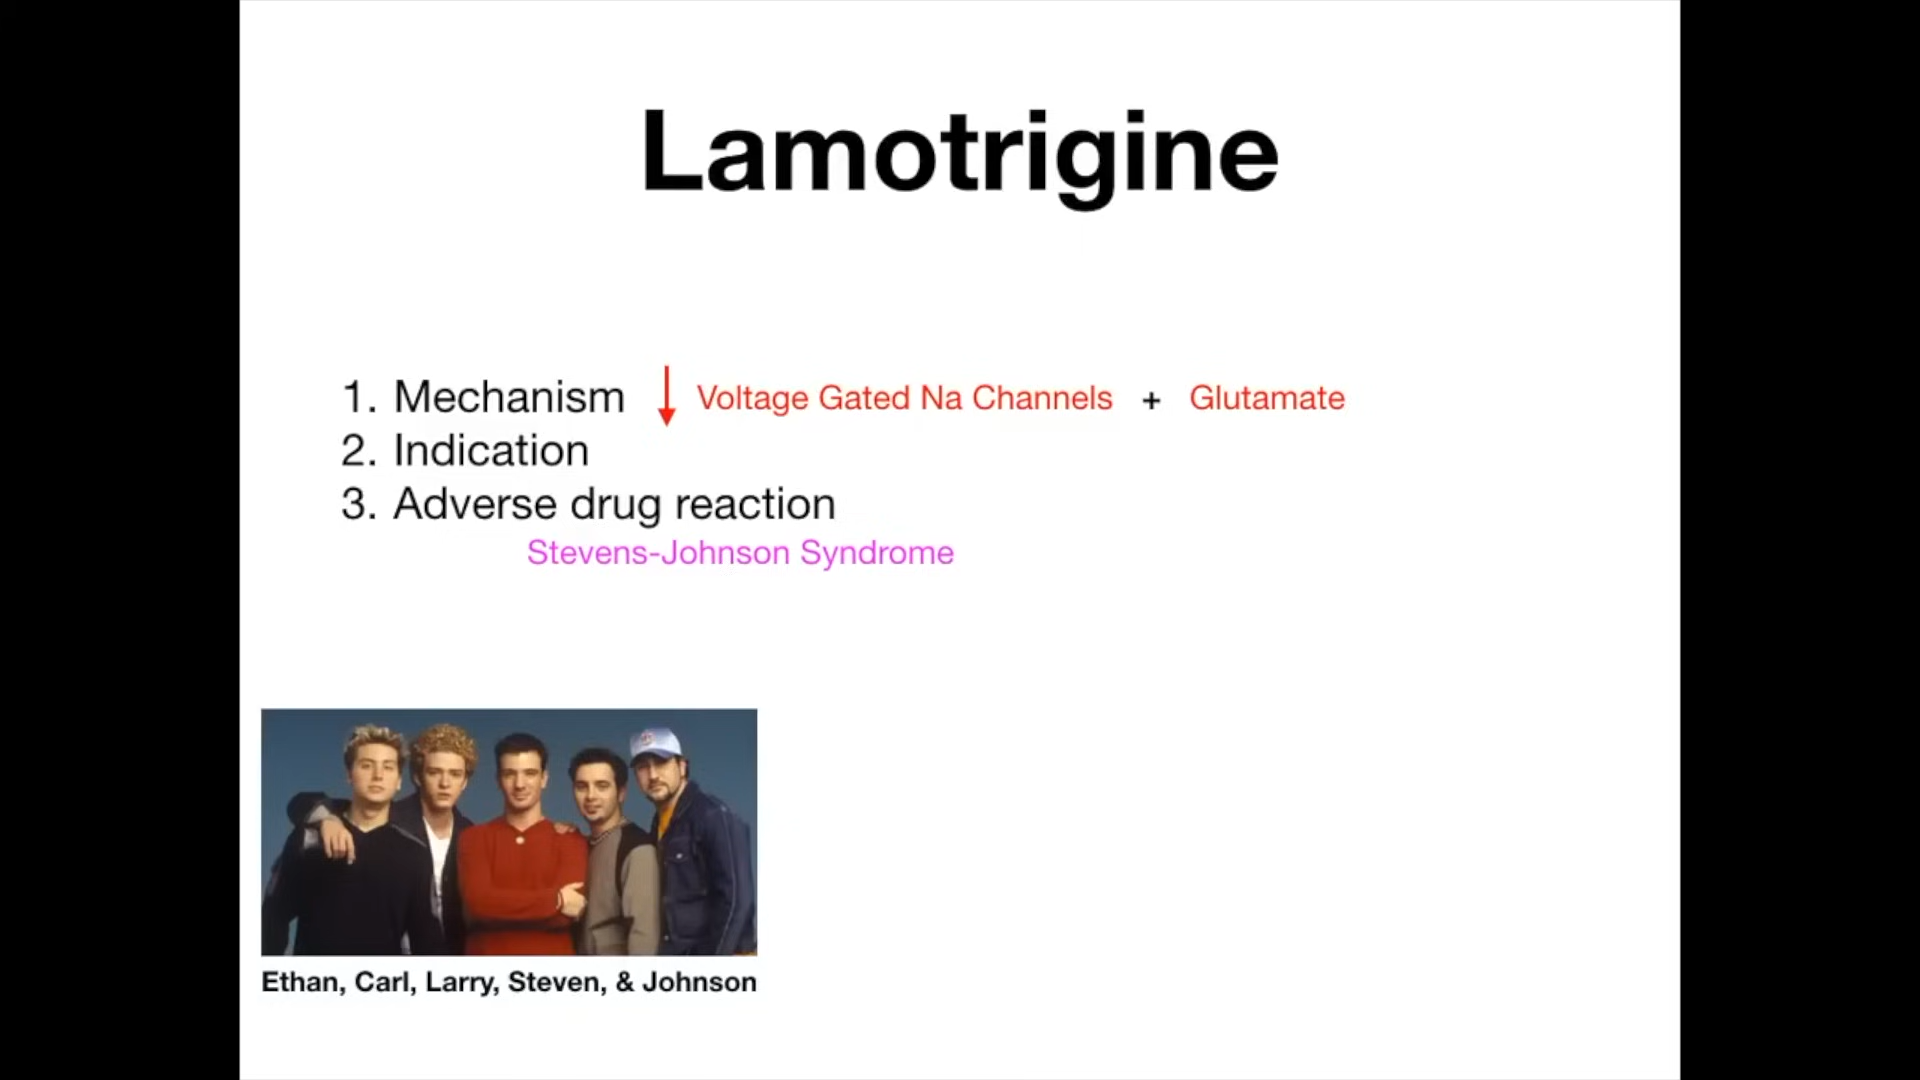 Lamotrigine
1. Mechanism ↓ Voltage Gated Na Channels + Glutamate
2. Indication
3. Adverse drug reaction
Stevens-Johnson Syndrome
Ethan, Carl, Larry, Steven, & Johnson